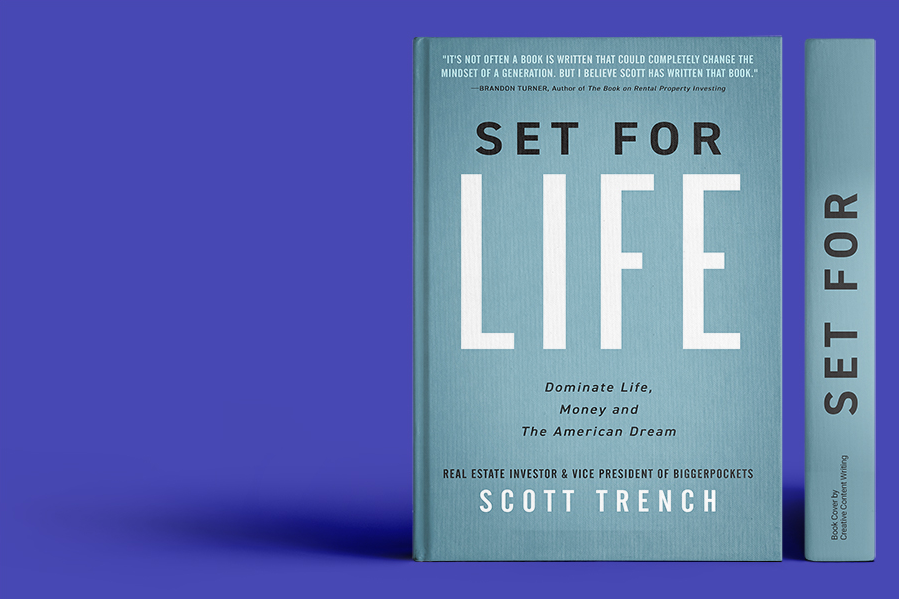 "IT'S NOT OFTEN A BOOK IS WRITTEN THAT COULD COMPLETELY CHANGE THE
MINDSET OF A GENERATION. BUT I BELIEVE SCOTT HAS WRITTEN THAT BOOK."
—BRANDON TURNER, Author of The Book on Rental Property Investing
SET FOR
LIFE
Dominate Life,
Money and
The American Dream
REAL ESTATE INVESTOR & VICE PRESIDENT OF BIGGERPOCKETS
SCOTT TRENCH
SET FOR
Book Cover by
Creative Content Writing